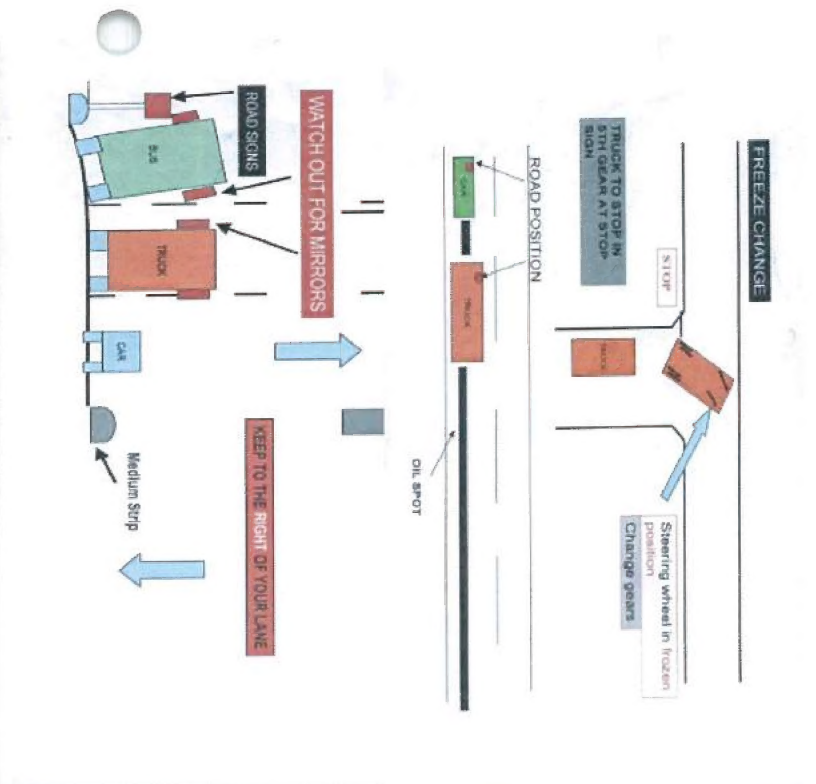 FREEZE CHANGE
Steering wheel in frozen
position
Change gears
STOP
TRUCK TO STOP IN
5TH GEAR AT STOP
SIGN
TRUCK
ROAD POSITION
CAR
TRUCK
OIL SPOT
WATCH OUT FOR MIRRORS
KEEP TO THE RIGHT OF YOUR LANE
ROAD SIGNS
BUS
TRUCK
CAR
Medium Strip